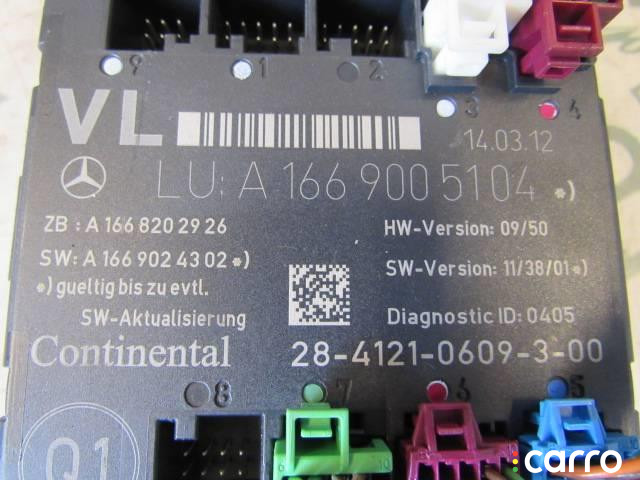 9 1 2 3 4
VL
14.03.12
LU: A 166 900 51 04 *)
ZB : A 166 820 29 26
HW-Version: 09/50
SW: A 166 902 43 02 *)
SW-Version: 11/38/01*)
*) gueltig bis zu evtl.
SW-Aktualisierung
Diagnostic ID: 0405
Continental
28-4121-0609-3-00
8 7 6 5
Q1
6 10
carro